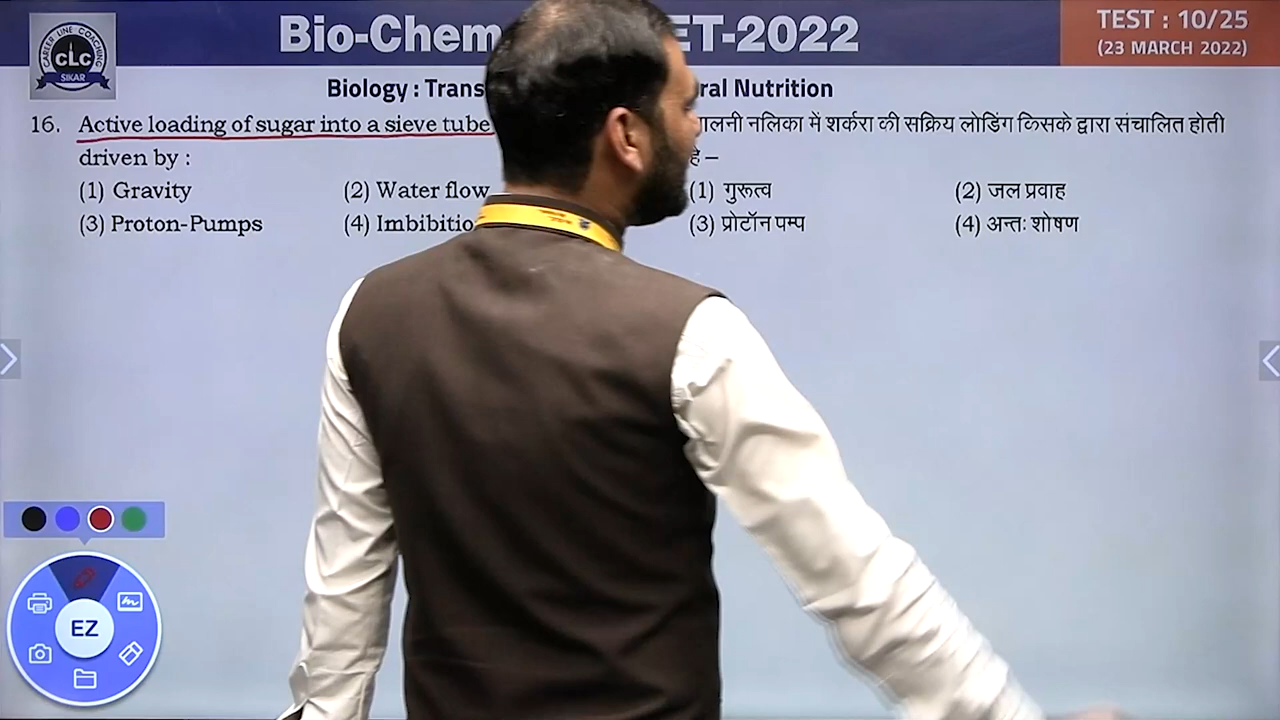 Bio-Chem ET-2022
TEST : 10/25
(23 MARCH 2022)
CAREER LINE COACHING
CLC
SIKAR
Biology : Trans ral Nutrition
16. Active loading of sugar into a sieve tube
driven by :
(1) Gravity (2) Water flow
(3) Proton-Pumps (4) Imbibitio
ालनी नलिका में शर्करा की सक्रिय लोडिंग किसके द्वारा संचालित होती
है –
(1) गुरूत्व (2) जल प्रवाह
(3) प्रोटॉन पम्प (4) अन्तः शोषण
EZ